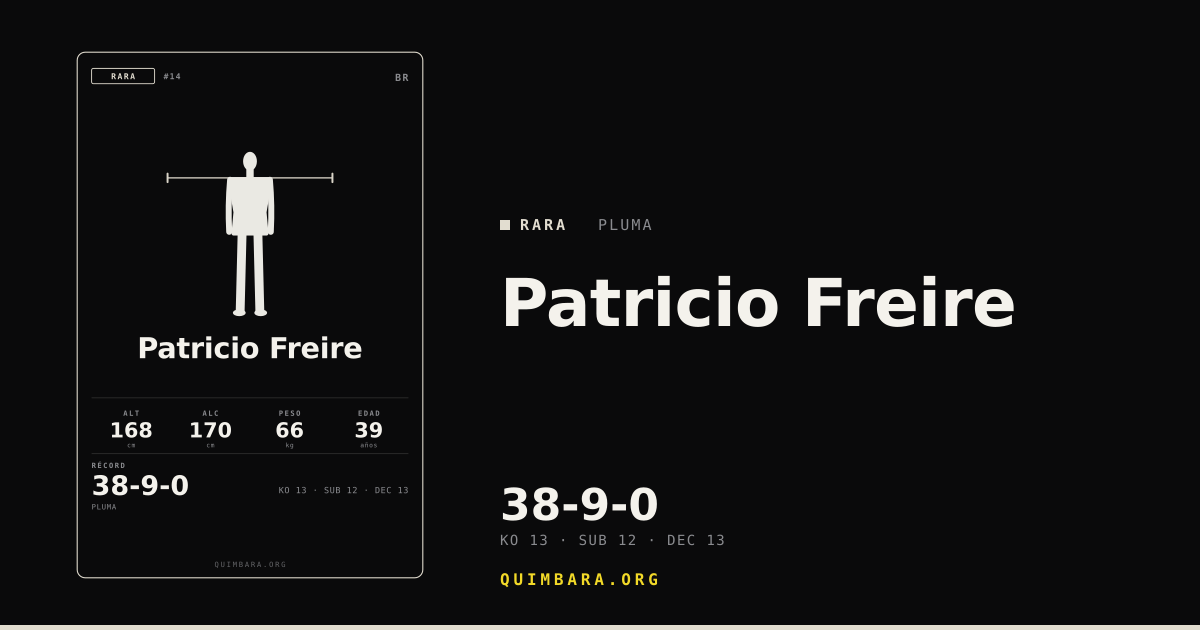 RARA #14 BR
Patricio Freire
ALT ALC PESO EDAD
168 170 66 39
cm cm kg años
RÉCORD
38-9-0 KO 13 · SUB 12 · DEC 13
PLUMA
QUIMBARA.ORG
RARA PLUMA
Patricio Freire
38-9-0
KO 13 · SUB 12 · DEC 13
QUIMBARA.ORG